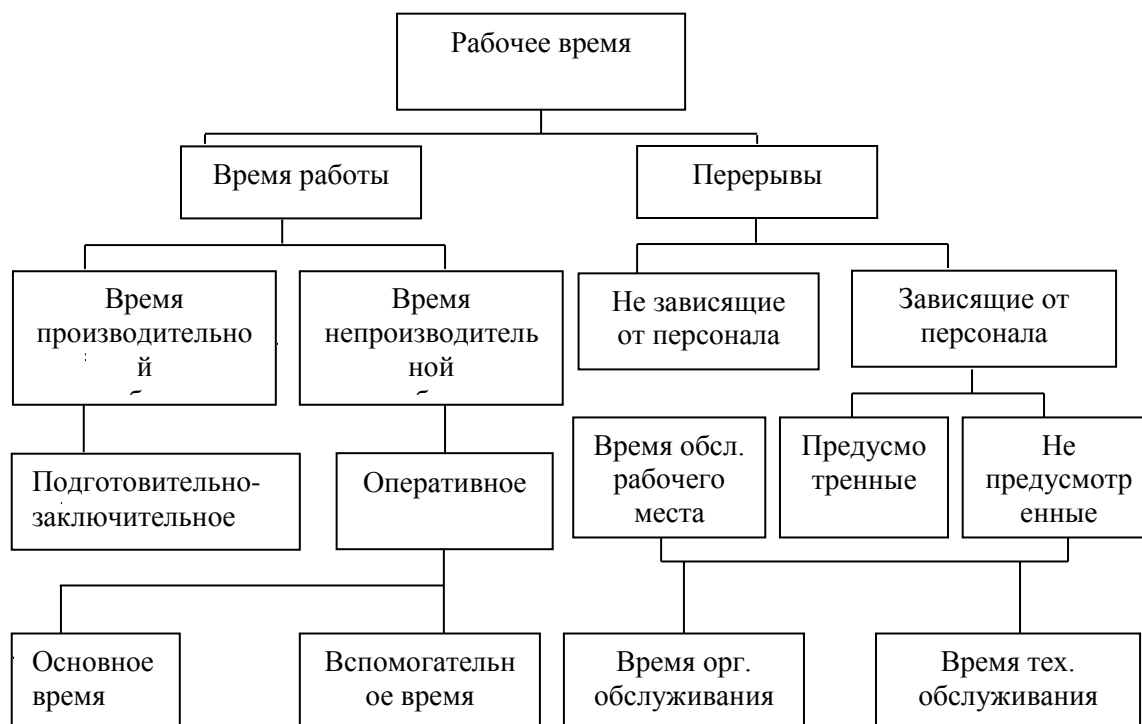 Рабочее время
Время работы
Перерывы
Время
производительно
й
Время
непроизводитель
ной
Не зависящие
от персонала
Зависящие от
персонала
Подготовительно-
заключительное
Оперативное
Время обсл.
рабочего
места
Предусмо
тренные
Не
предусмотр
енные
Основное
время
Вспомогательн
ое время
Время орг.
обслуживания
Время тех.
обслуживания